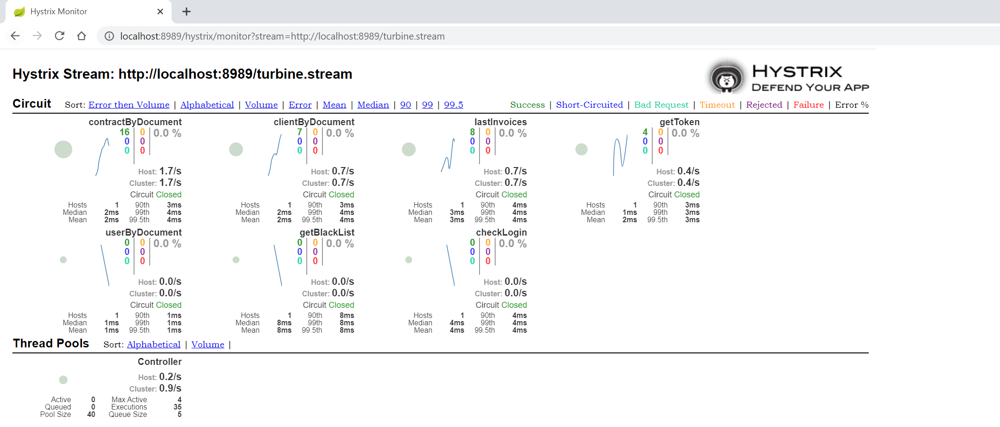 Hystrix Monitor
localhost:8989/hystrix/monitor?stream=http://localhost:8989/turbine.stream
Hystrix Stream: http://localhost:8989/turbine.stream
HYSTRIX
DEFEND YOUR APP
Circuit Sort: Error then Volume | Alphabetical | Volume | Error | Mean | Median | 90 | 99 | 99.5
Success | Short-Circuited | Bad Request | Timeout | Rejected | Failure | Error %
contractByDocument
16 0 0.0 %
0 0
0 0
Host: 1.7/s
Cluster: 1.7/s
Circuit Closed
Hosts 1 90th 3ms
Median 2ms 99th 4ms
Mean 2ms 99.5th 4ms
clientByDocument
7 0 0.0 %
0 0
0 0
Host: 0.7/s
Cluster: 0.7/s
Circuit Closed
Hosts 1 90th 3ms
Median 2ms 99th 4ms
Mean 2ms 99.5th 4ms
lastInvoices
8 0 0.0 %
0 0
0 0
Host: 0.7/s
Cluster: 0.7/s
Circuit Closed
Hosts 1 90th 4ms
Median 3ms 99th 4ms
Mean 3ms 99.5th 4ms
getToken
4 0 0.0 %
0 0
0 0
Host: 0.4/s
Cluster: 0.4/s
Circuit Closed
Hosts 1 90th 3ms
Median 1ms 99th 3ms
Mean 2ms 99.5th 3ms
userByDocument
0 0 0.0 %
0 0
0 0
Host: 0.0/s
Cluster: 0.0/s
Circuit Closed
Hosts 1 90th 1ms
Median 1ms 99th 1ms
Mean 1ms 99.5th 1ms
getBlackList
0 0 0.0 %
0 0
0 0
Host: 0.0/s
Cluster: 0.0/s
Circuit Closed
Hosts 1 90th 8ms
Median 8ms 99th 8ms
Mean 8ms 99.5th 8ms
checkLogin
0 0 0.0 %
0 0
0 0
Host: 0.0/s
Cluster: 0.0/s
Circuit Closed
Hosts 1 90th 4ms
Median 4ms 99th 4ms
Mean 4ms 99.5th 4ms
Thread Pools Sort: Alphabetical | Volume |
Controller
Host: 0.2/s
Cluster: 0.9/s
Active 0 Max Active 4
Queued 0 Executions 35
Pool Size 40 Queue Size 5